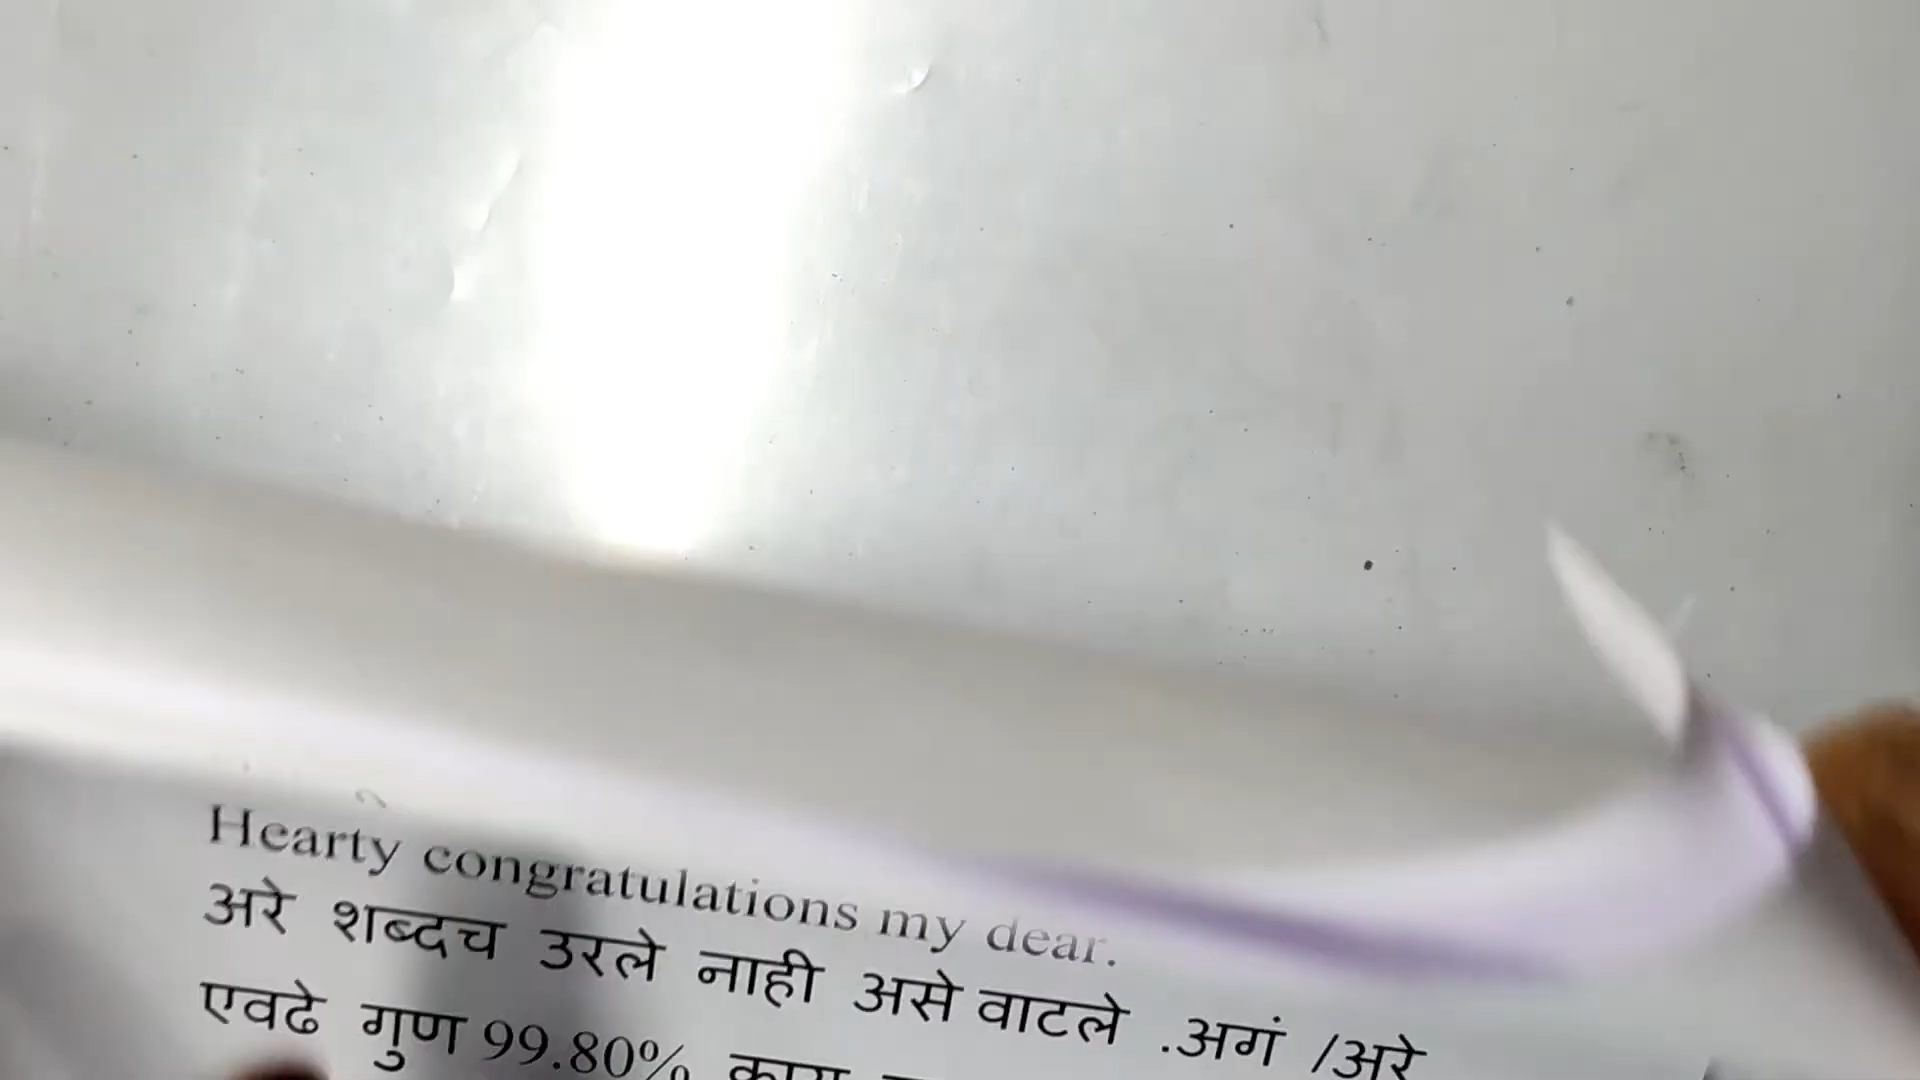 Hearty congratulations my dear.
अरे शब्दच उरले नाही असे वाटले .अगं /अरे
एवढे गुण 99.80% काय